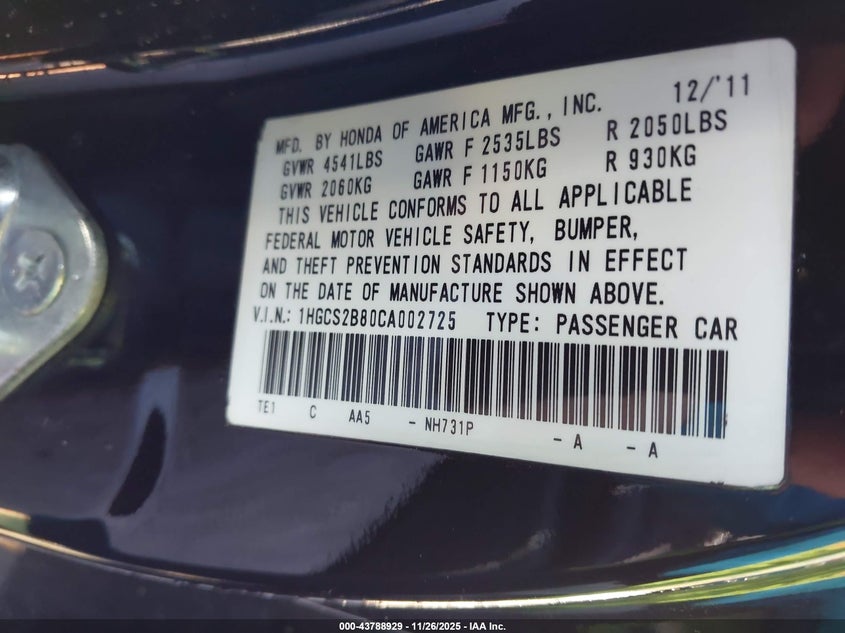 12/'11
MFD. BY HONDA OF AMERICA MFG., INC.
GVWR 4541LBS GAWR F 2535LBS R 2050LBS
GVWR 2060KG GAWR F 1150KG R 930KG
THIS VEHICLE CONFORMS TO ALL APPLICABLE
FEDERAL MOTOR VEHICLE SAFETY, BUMPER,
AND THEFT PREVENTION STANDARDS IN EFFECT
ON THE DATE OF MANUFACTURE SHOWN ABOVE.
V.I.N.: 1HGCS2B80CA002725 TYPE: PASSENGER CAR
TE1 C AA5 - NH731P - A - A
000-43788929 - 11/26/2025 - IAA Inc.